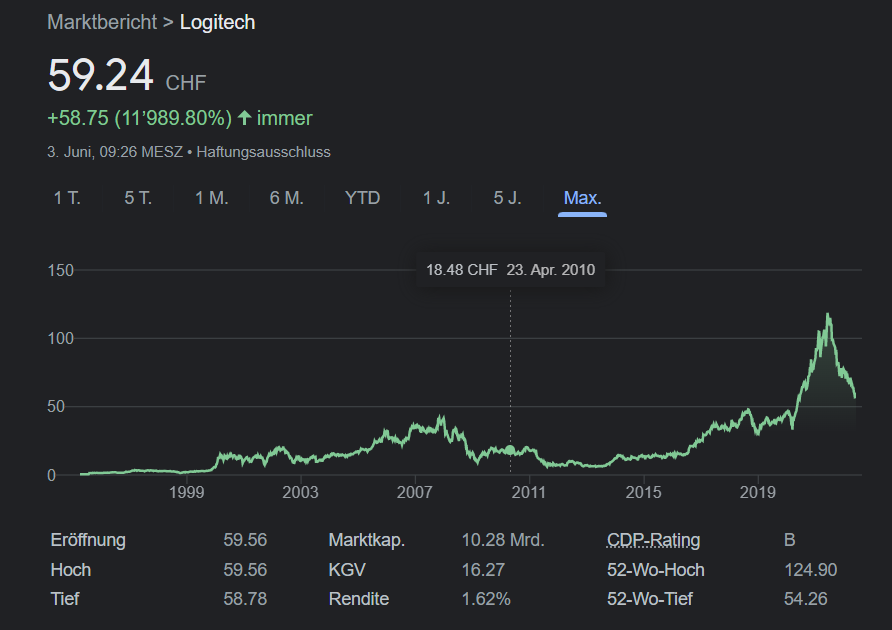 Marktbericht > Logitech
59.24 CHF
+58.75 (11’989.80%) ↑ immer
3. Juni, 09:26 MESZ • Haftungsausschluss
1 T. 5 T. 1 M. 6 M. YTD 1 J. 5 J. Max.
18.48 CHF 23. Apr. 2010
150
100
50
0
1999 2003 2007 2011 2015 2019
Eröffnung 59.56 Marktkap. 10.28 Mrd. CDP-Rating B
Hoch 59.56 KGV 16.27 52-Wo-Hoch 124.90
Tief 58.78 Rendite 1.62% 52-Wo-Tief 54.26